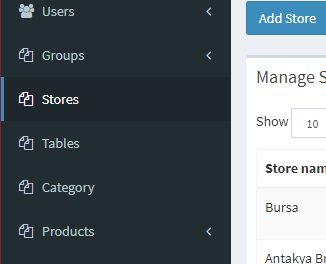 Users
Groups
Stores
Tables
Category
Products
Add Store
Manage S
Show 10
Store nam
Bursa
Antakya Br